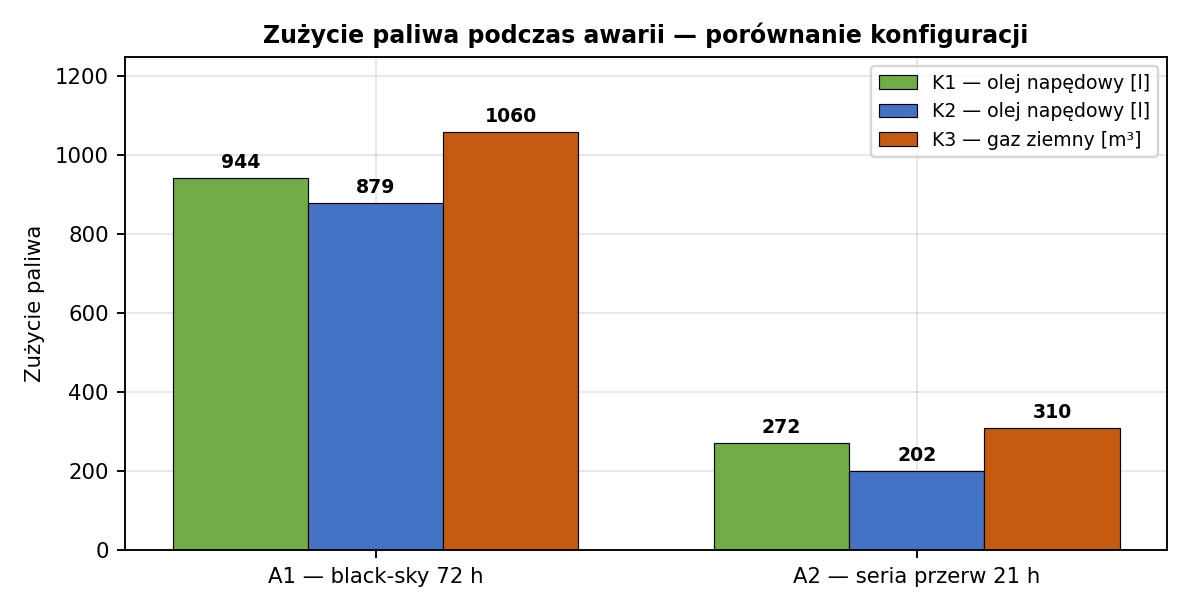 Zużycie paliwa podczas awarii — porównanie konfiguracji
Zużycie paliwa
1200
1000
800
600
400
200
0
K1 — olej napędowy [l]
K2 — olej napędowy [l]
K3 — gaz ziemny [m³]
944
879
1060
272
202
310
A1 — black-sky 72 h
A2 — seria przerw 21 h